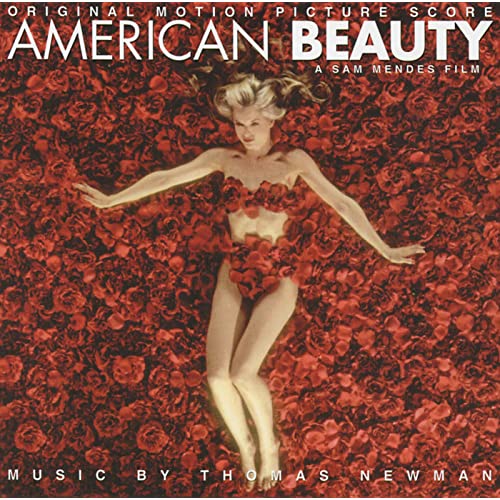 ORIGINAL MOTION PICTURE SCORE
AMERICAN BEAUTY
A SAM MENDES FILM
MUSIC BY THOMAS NEWMAN